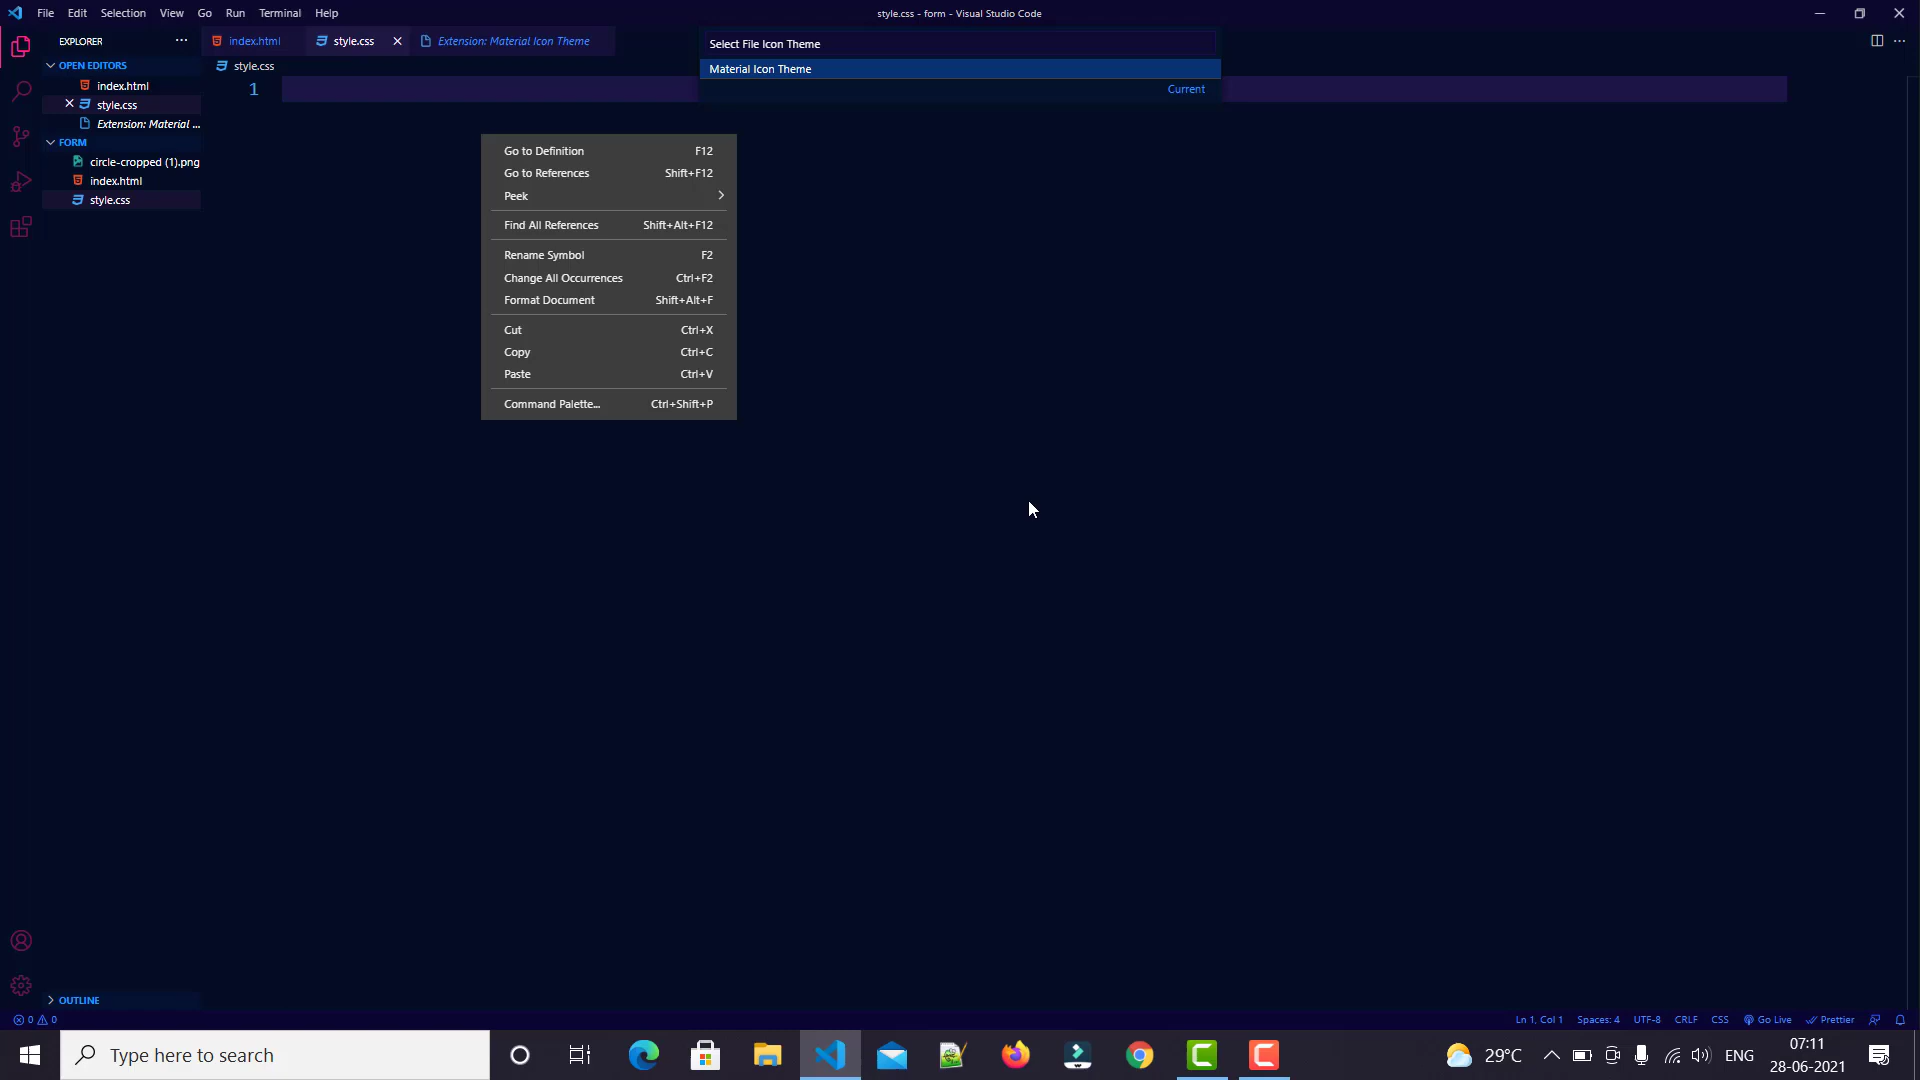 File Edit Selection View Go Run Terminal Help
style.css - form - Visual Studio Code
EXPLORER
index.html
style.css
Extension: Material Icon Theme
Select File Icon Theme
Material Icon Theme
Current
OPEN EDITORS
index.html
style.css
Extension: Material ...
FORM
circle-cropped (1).png
index.html
style.css
style.css
1
Go to Definition F12
Go to References Shift+F12
Peek
Find All References Shift+Alt+F12
Rename Symbol F2
Change All Occurrences Ctrl+F2
Format Document Shift+Alt+F
Cut Ctrl+X
Copy Ctrl+C
Paste Ctrl+V
Command Palette... Ctrl+Shift+P
OUTLINE
0 0
Ln 1, Col 1 Spaces: 4 UTF-8 CRLF CSS Go Live Prettier
Type here to search
29°C
ENG
07:11
28-06-2021